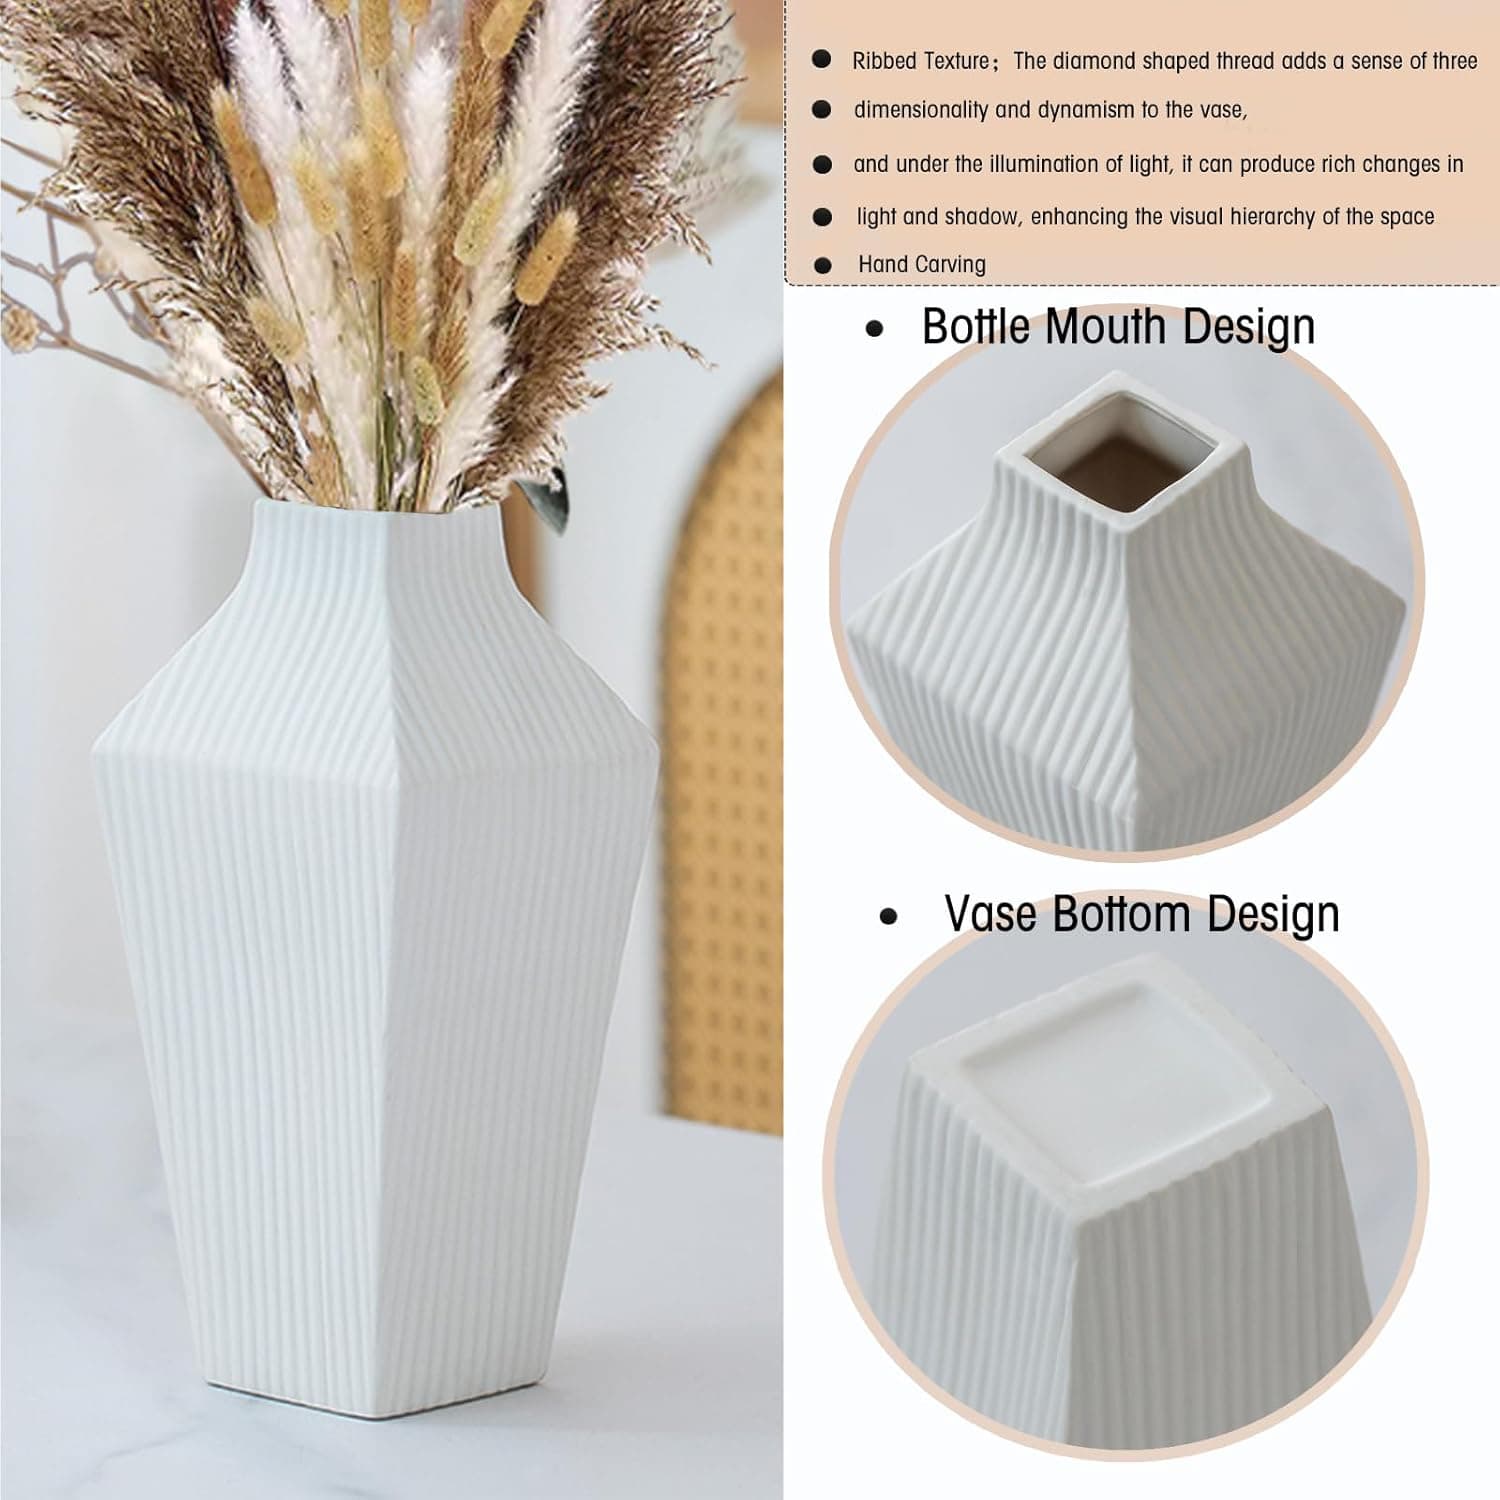 ● Ribbed Texture；The diamond shaped thread adds a sense of three
● dimensionality and dynamism to the vase,
● and under the illumination of light, it can produce rich changes in
● light and shadow, enhancing the visual hierarchy of the space
● Hand Carving
• Bottle Mouth Design
• Vase Bottom Design